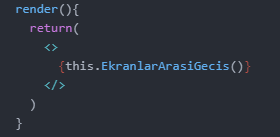 render(){
return(
<>
{this.EkranlarArasiGecis()}
</>
)
}